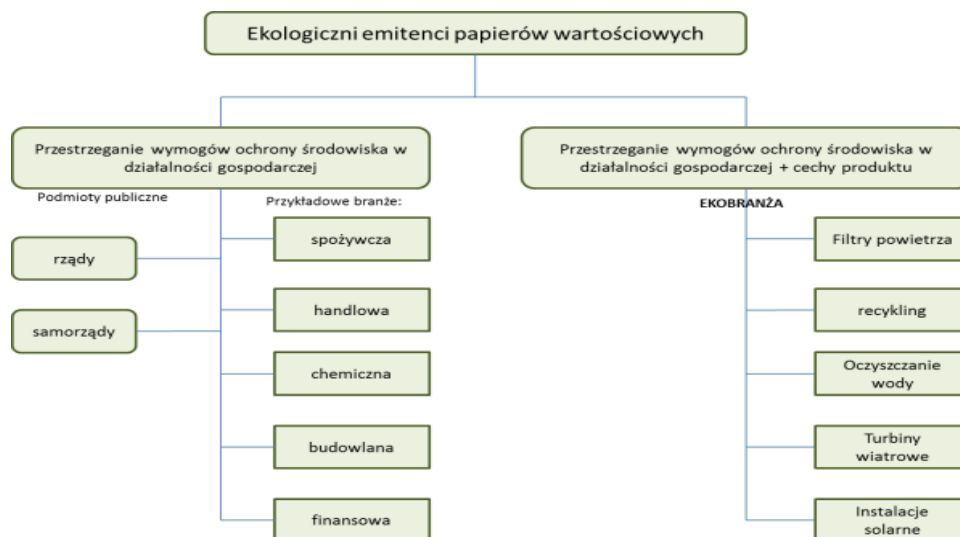 Ekologiczni emitenci papierów wartościowych
Przestrzeganie wymogów ochrony środowiska w
działalności gospodarczej
Podmioty publiczne
rządy
samorządy
Przykładowe branże:
spożywcza
handlowa
chemiczna
budowlana
finansowa
Przestrzeganie wymogów ochrony środowiska w
działalności gospodarczej + cechy produktu
EKOBRANŻA
Filtry powietrza
recykling
Oczyszczanie
wody
Turbiny
wiatrowe
Instalacje
solarne